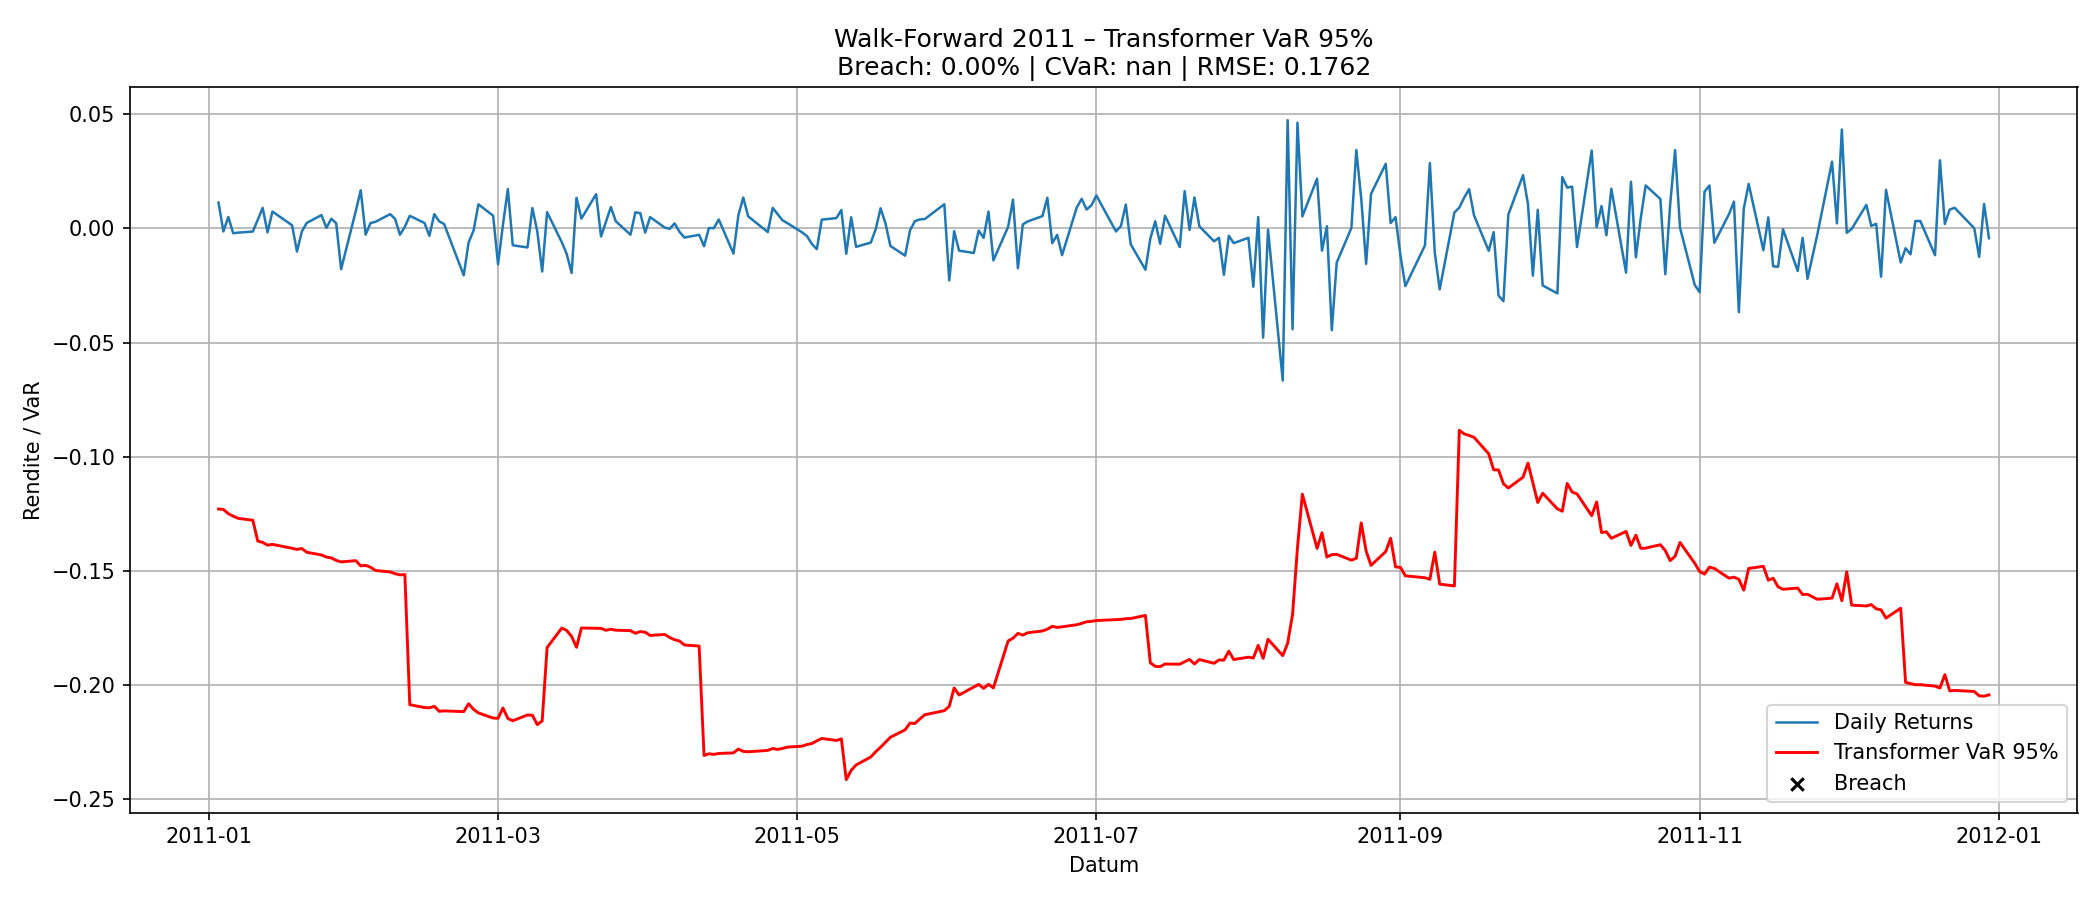 Walk-Forward 2011 – Transformer VaR 95%
Breach: 0.00% | CVaR: nan | RMSE: 0.1762
Rendite / VaR
0.05
0.00
−0.05
−0.10
−0.15
−0.20
−0.25
Daily Returns
Transformer VaR 95%
Breach
2011-01
2011-03
2011-05
2011-07
2011-09
2011-11
2012-01
Datum